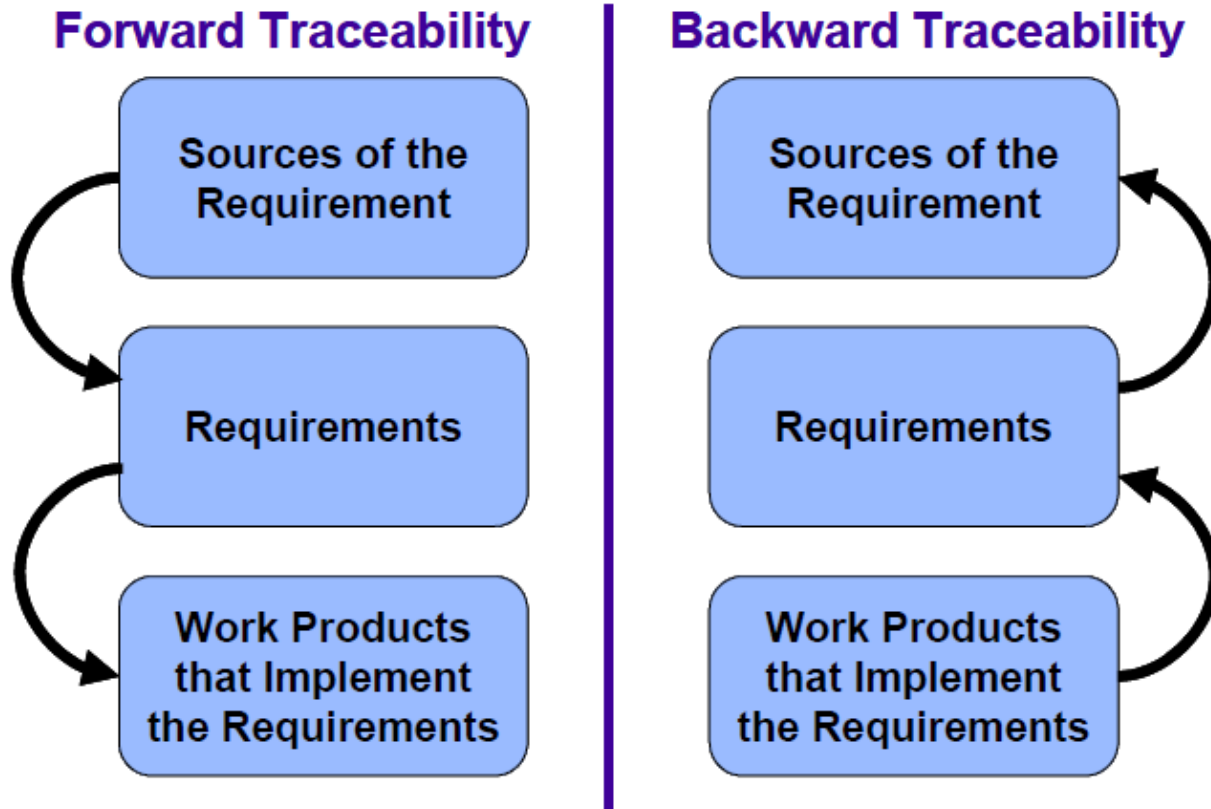 Forward Traceability
Sources of the
Requirement
Requirements
Work Products
that Implement
the Requirements
Backward Traceability
Sources of the
Requirement
Requirements
Work Products
that Implement
the Requirements